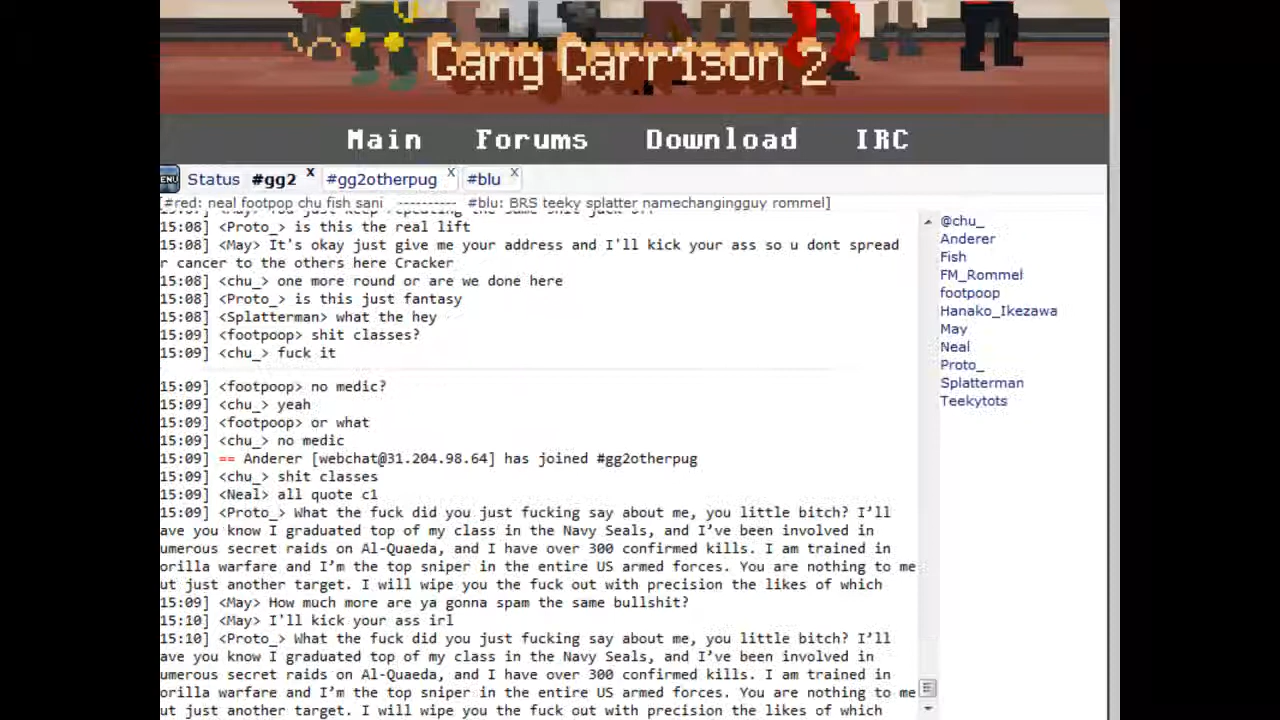 Gang Garrison 2
Main Forums Download IRC
MENU Status #gg2 X #gg2otherpug X #blu X
[#red: neal footpop chu fish sani ---------- #blu: BRS teeky splatter namechangingguy rommel]
15:08] <Proto_> is this the real lift
15:08] <May> It's okay just give me your address and I'll kick your ass so u dont spread
r cancer to the others here Cracker
15:08] <chu_> one more round or are we done here
15:08] <Proto_> is this just fantasy
15:08] <Splatterman> what the hey
15:09] <footpoop> shit classes?
15:09] <chu_> fuck it
15:09] <footpoop> no medic?
15:09] <chu_> yeah
15:09] <footpoop> or what
15:09] <chu_> no medic
15:09] == Anderer [webchat@31.204.98.64] has joined #gg2otherpug
15:09] <chu_> shit classes
15:09] <Neal> all quote c1
15:09] <Proto_> What the fuck did you just fucking say about me, you little bitch? I’ll
ave you know I graduated top of my class in the Navy Seals, and I’ve been involved in
umerous secret raids on Al-Quaeda, and I have over 300 confirmed kills. I am trained in
orilla warfare and I’m the top sniper in the entire US armed forces. You are nothing to me
ut just another target. I will wipe you the fuck out with precision the likes of which
15:09] <May> How much more are ya gonna spam the same bullshit?
15:10] <May> I'll kick your ass irl
15:10] <Proto_> What the fuck did you just fucking say about me, you little bitch? I’ll
ave you know I graduated top of my class in the Navy Seals, and I’ve been involved in
umerous secret raids on Al-Quaeda, and I have over 300 confirmed kills. I am trained in
orilla warfare and I’m the top sniper in the entire US armed forces. You are nothing to me
ut just another target. I will wipe you the fuck out with precision the likes of which
@chu_
Anderer
Fish
FM_Rommel
footpoop
Hanako_Ikezawa
May
Neal
Proto_
Splatterman
Teekytots